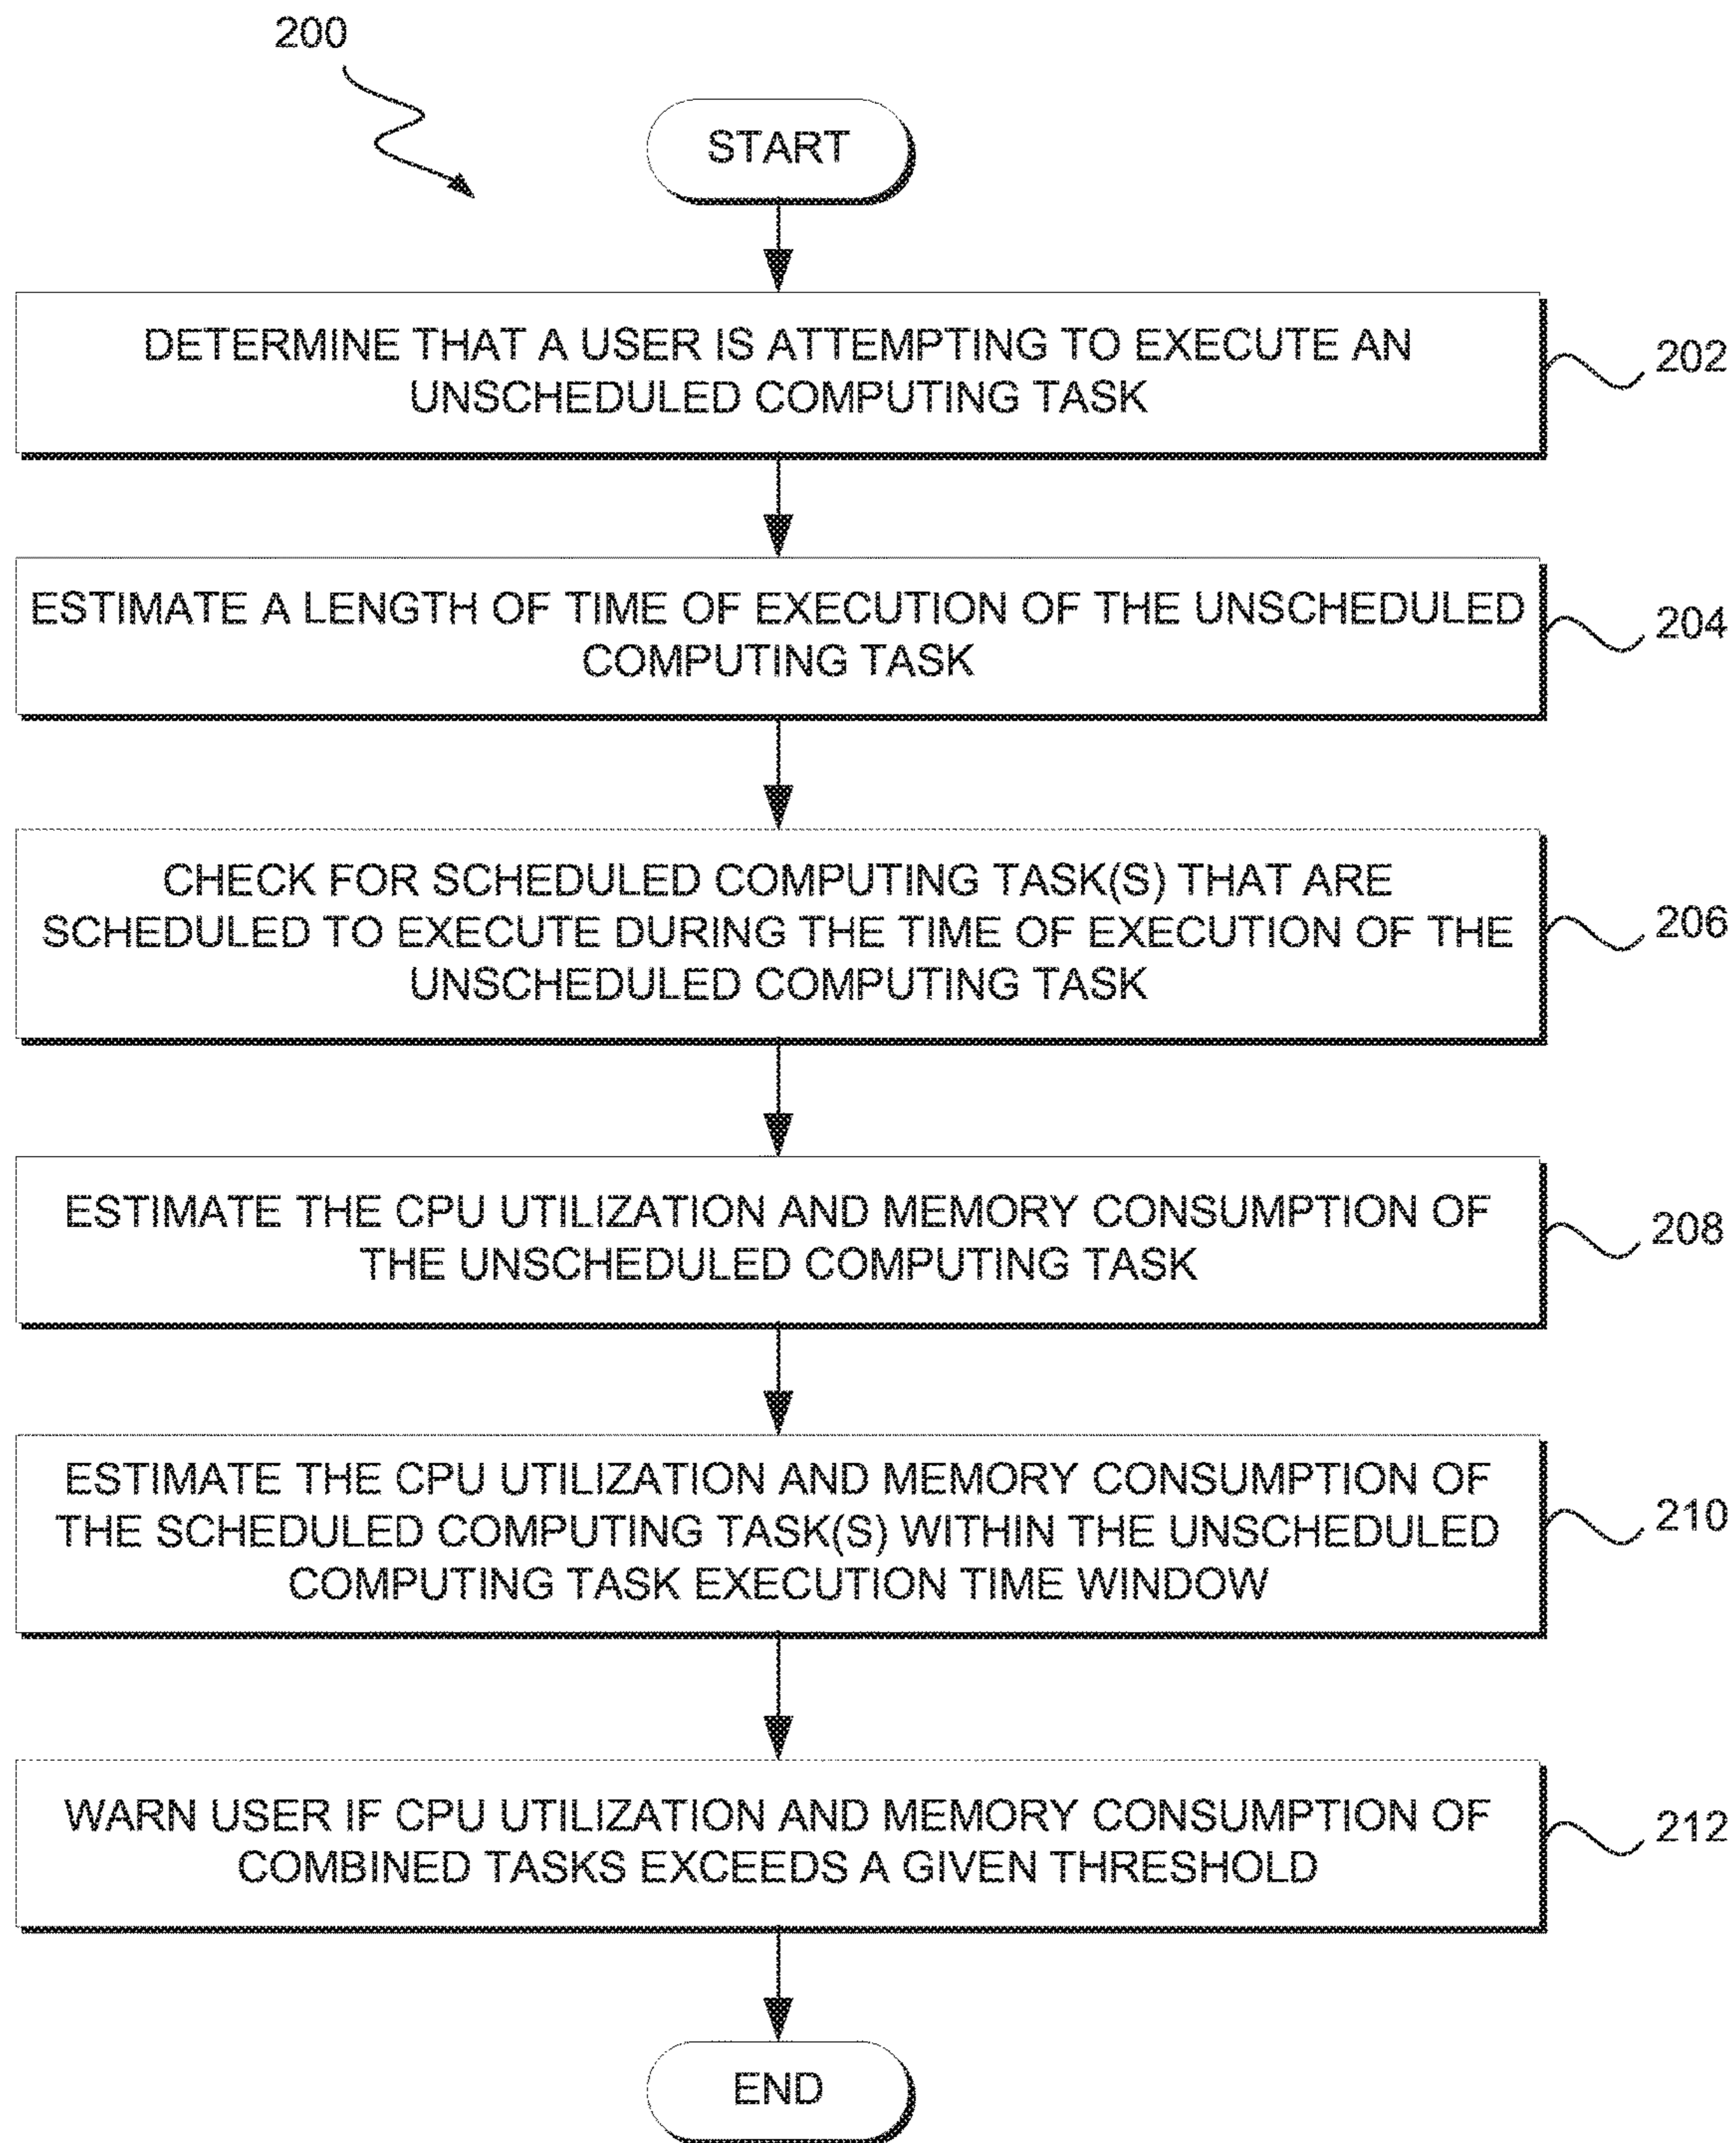 200
START
DETERMINE THAT A USER IS ATTEMPTING TO EXECUTE AN
UNSCHEDULED COMPUTING TASK
202
ESTIMATE A LENGTH OF TIME OF EXECUTION OF THE UNSCHEDULED
COMPUTING TASK
204
CHECK FOR SCHEDULED COMPUTING TASK(S) THAT ARE
SCHEDULED TO EXECUTE DURING THE TIME OF EXECUTION OF THE
UNSCHEDULED COMPUTING TASK
206
ESTIMATE THE CPU UTILIZATION AND MEMORY CONSUMPTION OF
THE UNSCHEDULED COMPUTING TASK
208
ESTIMATE THE CPU UTILIZATION AND MEMORY CONSUMPTION OF
THE SCHEDULED COMPUTING TASK(S) WITHIN THE UNSCHEDULED
COMPUTING TASK EXECUTION TIME WINDOW
210
WARN USER IF CPU UTILIZATION AND MEMORY CONSUMPTION OF
COMBINED TASKS EXCEEDS A GIVEN THRESHOLD
212
END